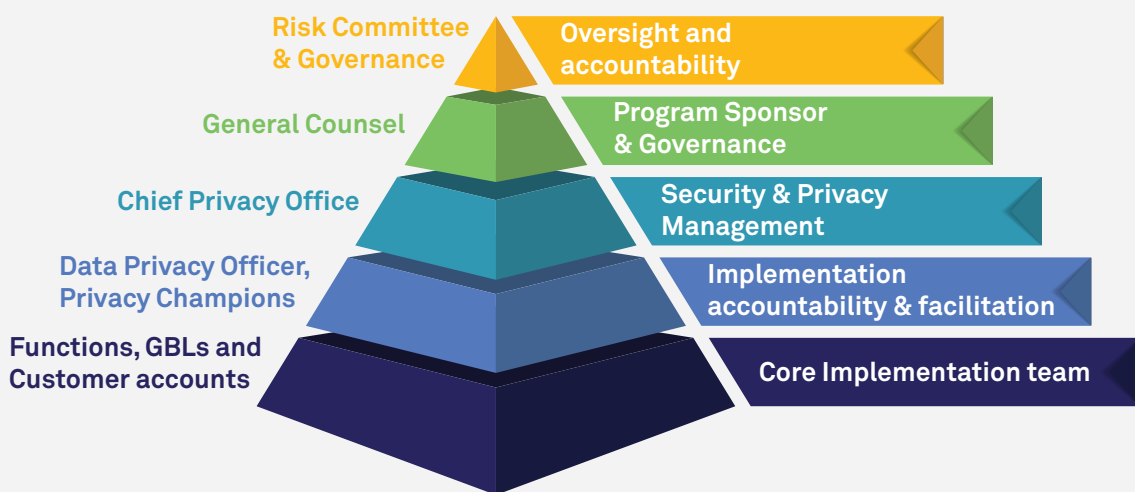 Risk Committee
& Governance
Oversight and
accountability
General Counsel
Program Sponsor
& Governance
Chief Privacy Office
Security & Privacy
Management
Data Privacy Officer,
Privacy Champions
Implementation
accountability & facilitation
Functions, GBLs and
Customer accounts
Core Implementation team